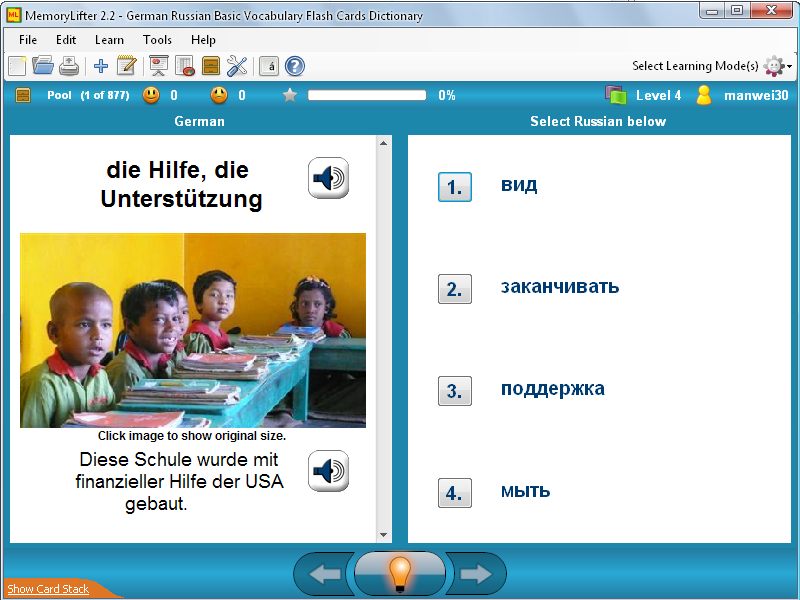 MemoryLifter 2.2 - German Russian Basic Vocabulary Flash Cards Dictionary
File Edit Learn Tools Help
á ? Select Learning Mode(s)
Pool (1 of 877) 0 0 0% Level 4 manwei30
German
Select Russian below
die Hilfe, die
Unterstützung
Click image to show original size.
Diese Schule wurde mit
finanzieller Hilfe der USA
gebaut.
1. вид
2. заканчивать
3. поддержка
4. мыть
Show Card Stack